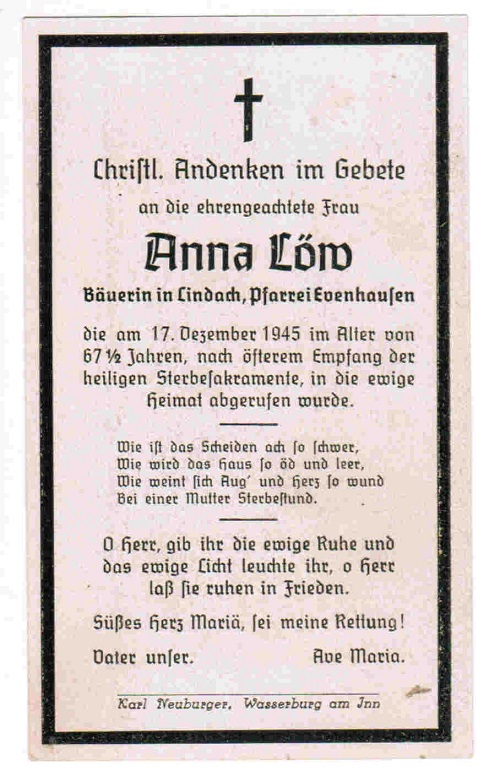 Christl. Andenken im Gebete
an die ehrengeachtete Frau
Anna Löw
Bäuerin in Lindach, Pfarrei Evenhausen
die am 17. Dezember 1945 im Alter von
67½ Jahren, nach öfterem Empfang der
heiligen Sterbesakramente, in die ewige
Heimat abgerufen wurde.
Wie ist das Scheiden ach so schwer,
Wie wird das Haus so öd und leer,
Wie weint sich Aug' und Herz so wund
Bei einer Mutter Sterbestund.
O Herr, gib ihr die ewige Ruhe und
das ewige Licht leuchte ihr, o Herr
laß sie ruhen in Frieden.
Süßes Herz Mariä, sei meine Rettung!
Vater unser. Ave Maria.
Karl Neuburger, Wasserburg am Inn